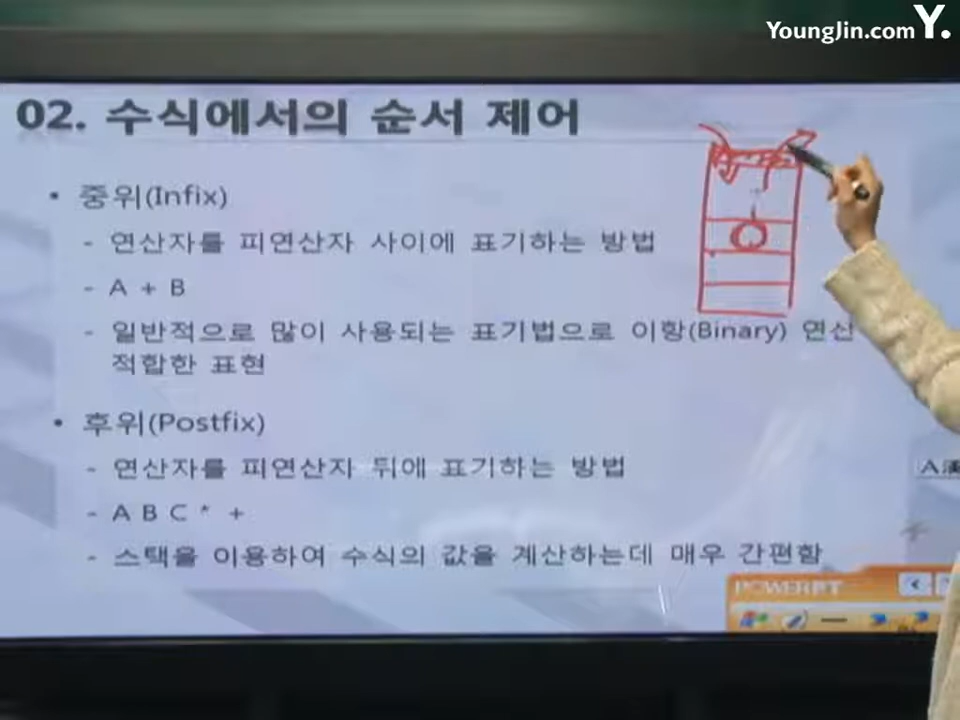 YoungJin.com Y.
02. 수식에서의 순서 제어
• 중위(Infix)
- 연산자를 피연산자 사이에 표기하는 방법
- A + B
- 일반적으로 많이 사용되는 표기법으로 이항(Binary) 연산
적합한 표현
• 후위(Postfix)
- 연산자를 피연산자 뒤에 표기하는 방법
A漢
- A B C * +
- 스택을 이용하여 수식의 값을 계산하는데 매우 간편함
POWERPT